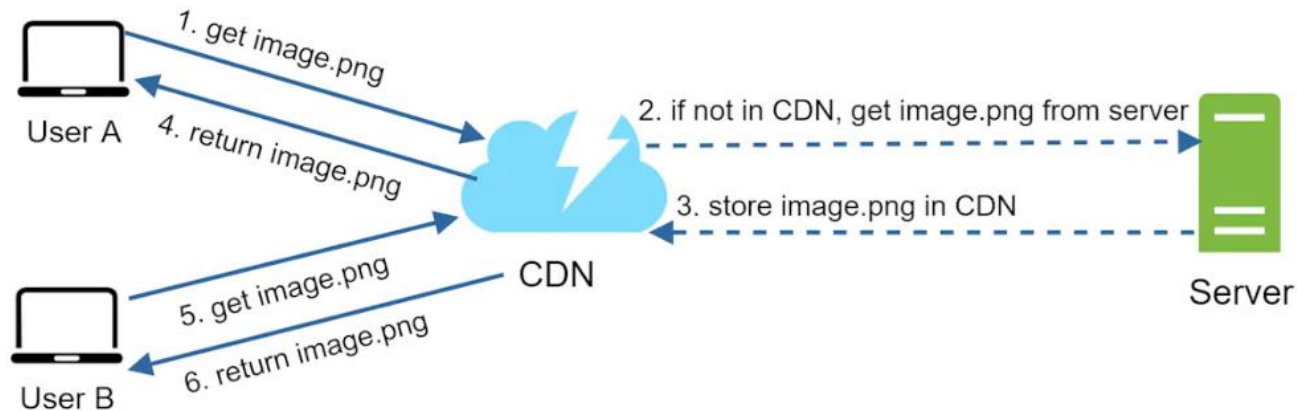 1. get image.png
User A
4. return image.png
2. if not in CDN, get image.png from server
3. store image.png in CDN
CDN
Server
5. get image.png
6. return image.png
User B